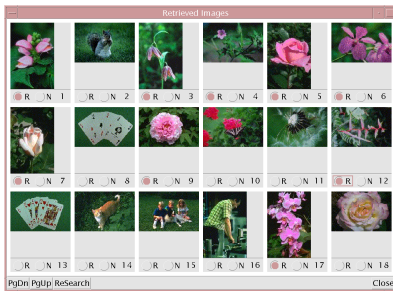 Retrieved Images
R N 1 R N 2 R N 3 R N 4 R N 5 R N 6
R N 7 R N 8 R N 9 R N 10 R N 11 R N 12
R N 13 R N 14 R N 15 R N 16 R N 17 R N 18
PgDn PgUp ReSearch Close